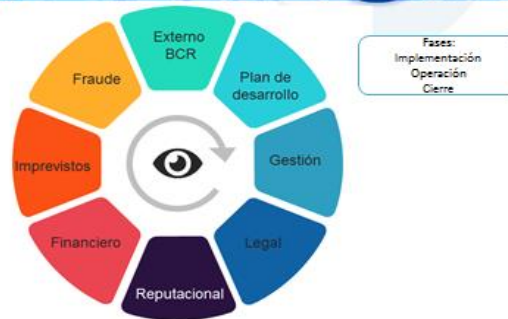 Externo
BCR
Plan de
desarrollo
Gestión
Legal
Reputacional
Financiero
Imprevistos
Fraude
Fases:
Implementación
Operación
Cierre